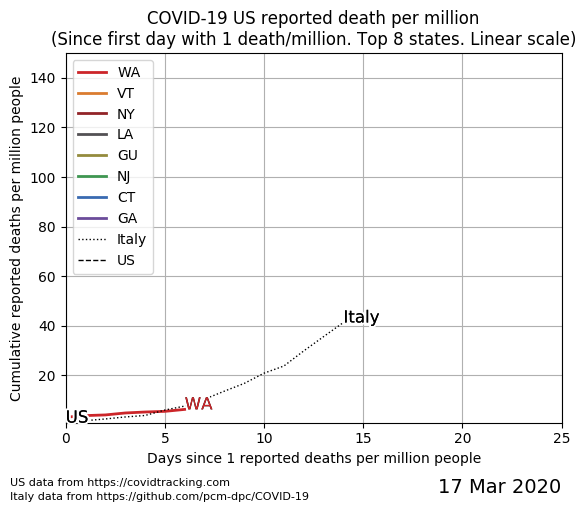 COVID-19 US reported death per million
(Since first day with 1 death/million. Top 8 states. Linear scale)
Cumulative reported deaths per million people
140
120
100
80
60
40
20
WA
VT
NY
LA
GU
NJ
CT
GA
Italy
US
Italy
WA
US
0
5
10
15
20
25
Days since 1 reported deaths per million people
US data from https://covidtracking.com
Italy data from https://github.com/pcm-dpc/COVID-19
17 Mar 2020